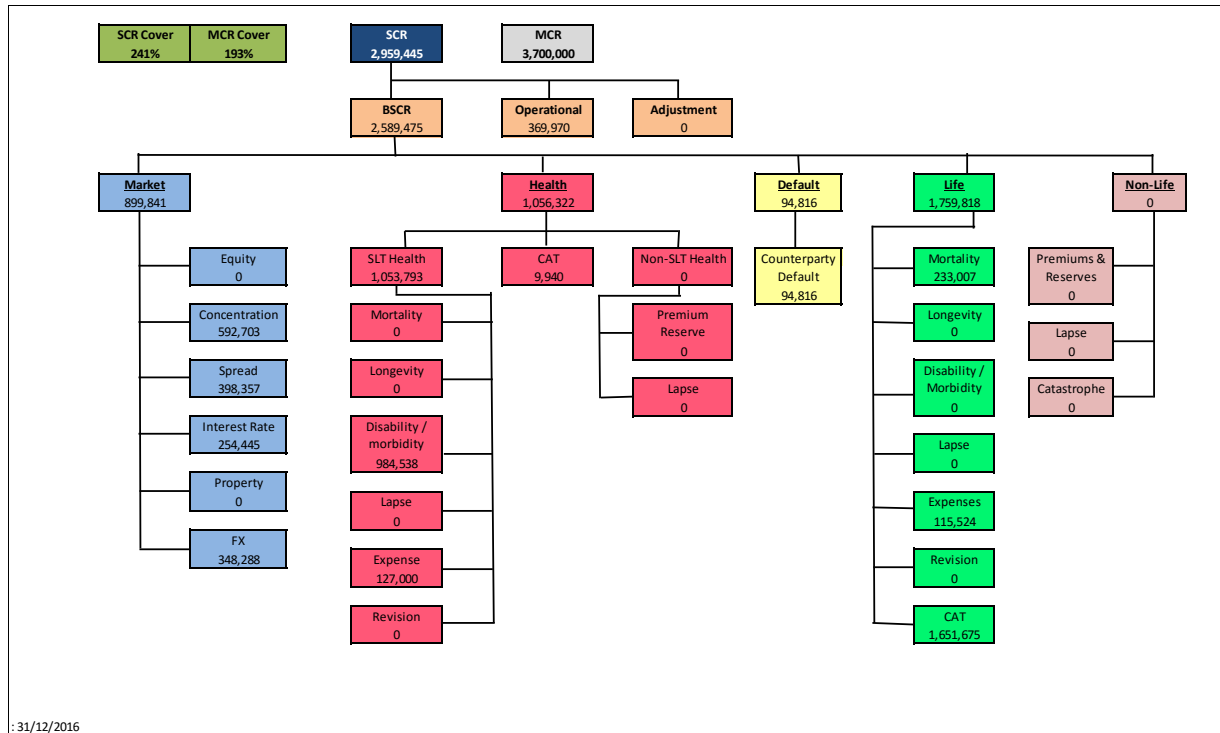 SCR Cover
241%
MCR Cover
193%
SCR
2,959,445
MCR
3,700,000
BSCR
2,589,475
Operational
369,970
Adjustment
0
Market
899,841
Health
1,056,322
Default
94,816
Life
1,759,818
Non-Life
0
Equity
0
Concentration
592,703
Spread
398,357
Interest Rate
254,445
Property
0
FX
348,288
SLT Health
1,053,793
CAT
9,940
Non-SLT Health
0
Mortality
0
Longevity
0
Disability /
morbidity
984,538
Lapse
0
Expense
127,000
Revision
0
Premium
Reserve
0
Lapse
0
Counterparty
Default
94,816
Mortality
233,007
Longevity
0
Disability /
Morbidity
0
Lapse
0
Expenses
115,524
Revision
0
CAT
1,651,675
Premiums &
Reserves
0
Lapse
0
Catastrophe
0
: 31/12/2016